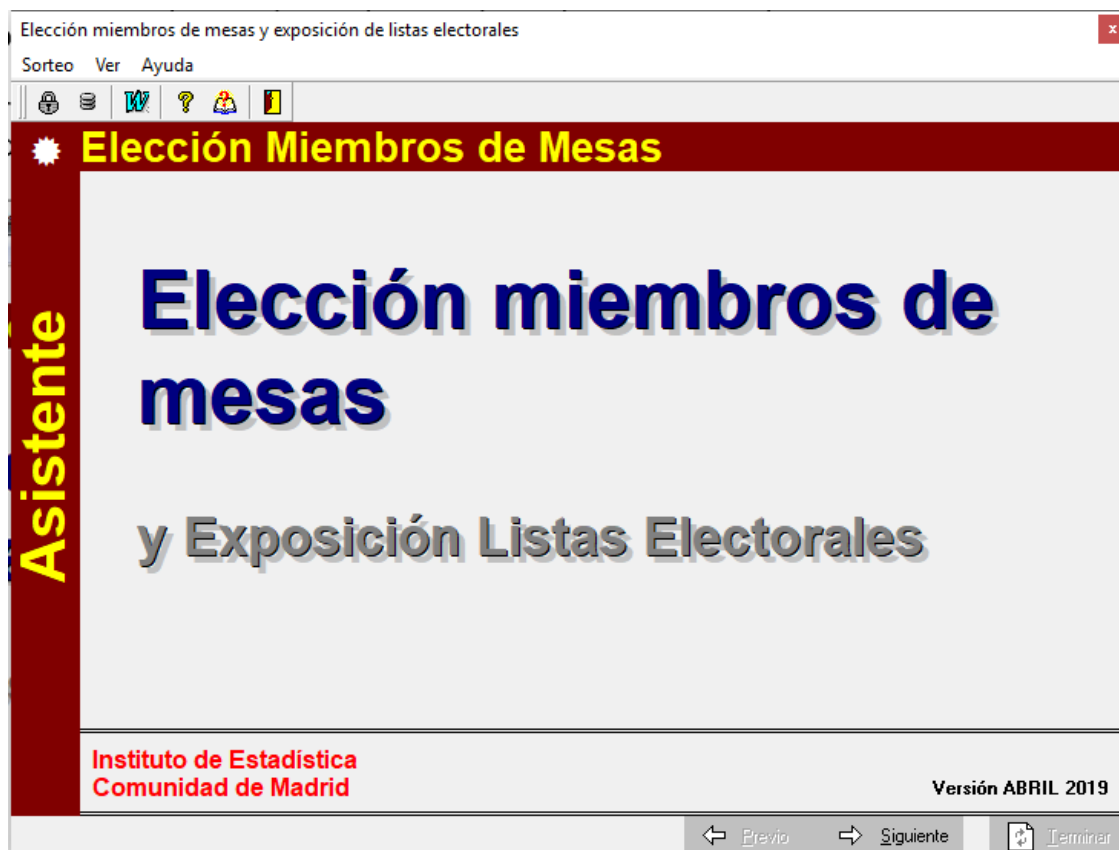 Elección miembros de mesas y exposición de listas electorales
x
Sorteo Ver Ayuda
W ? ?
Elección Miembros de Mesas
Asistente
Elección miembros de
mesas
y Exposición Listas Electorales
Instituto de Estadística
Comunidad de Madrid
Versión ABRIL 2019
Previo Siguiente Terminar